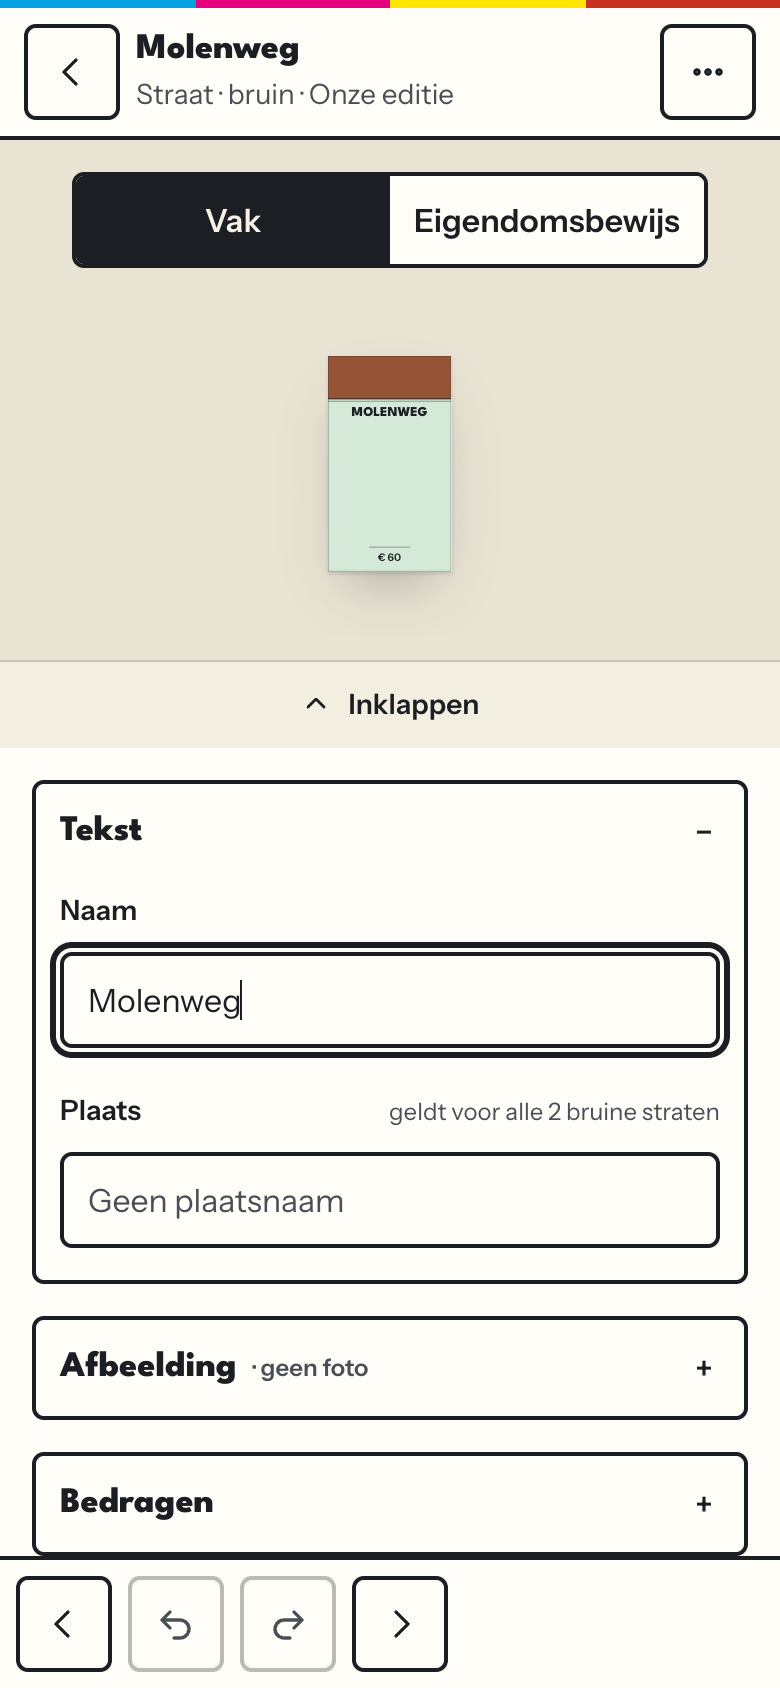 Molenweg
Straat · bruin · Onze editie
Vak
Eigendomsbewijs
MOLENWEG
€ 60
Inklappen
Tekst
Naam
Molenweg
Plaats
geldt voor alle 2 bruine straten
Geen plaatsnaam
Afbeelding · geen foto
Bedragen